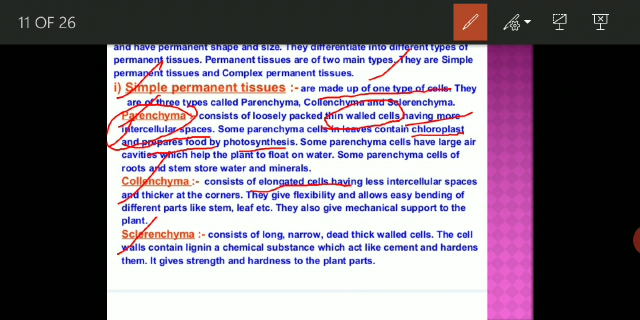 11 OF 26
and have permanent shape and size. They differentiate into different types of
permanent tissues. Permanent tissues are of two main types. They are Simple
permanent tissues and Complex permanent tissues.
i) Simple permanent tissues :- are made up of one type of cells. They
are of three types called Parenchyma, Collenchyma and Sclerenchyma.
Parenchyma :- consists of loosely packed thin walled cells having more
intercellular spaces. Some parenchyma cells in leaves contain chloroplast
and prepares food by photosynthesis. Some parenchyma cells have large air
cavities which help the plant to float on water. Some parenchyma cells of
roots and stem store water and minerals.
Collenchyma :- consists of elongated cells having less intercellular spaces
and thicker at the corners. They give flexibility and allows easy bending of
different parts like stem, leaf etc. They also give mechanical support to the
plant.
Sclerenchyma :- consists of long, narrow, dead thick walled cells. The cell
walls contain lignin a chemical substance which act like cement and hardens
them. It gives strength and hardness to the plant parts.